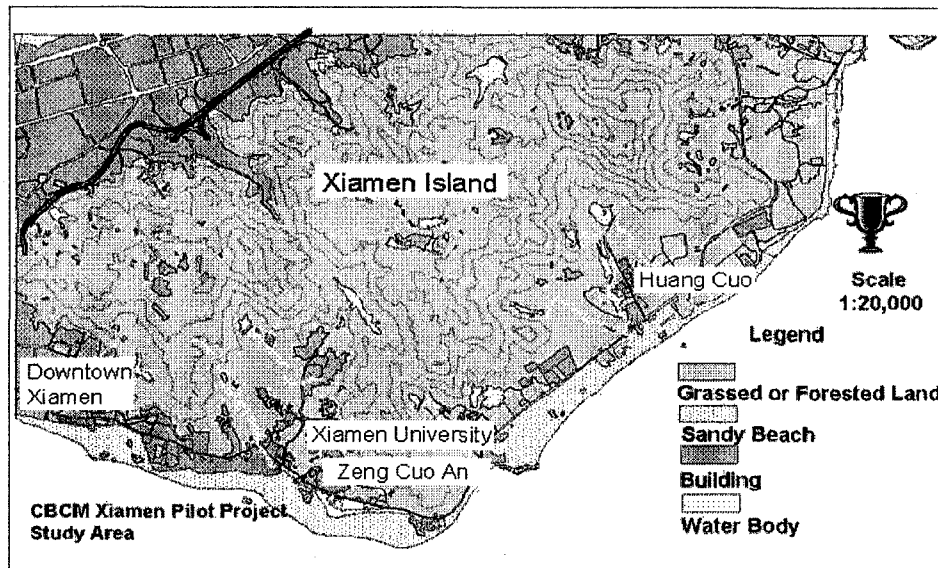 Xiamen Island
Huang Cuo
Scale
1:20,000
Legend
Downtown
Xiamen
Grassed or Forested Land
Xiamen University
Sandy Beach
Zeng Cuo An
Building
CBCM Xiamen Pilot Project
Study Area
Water Body